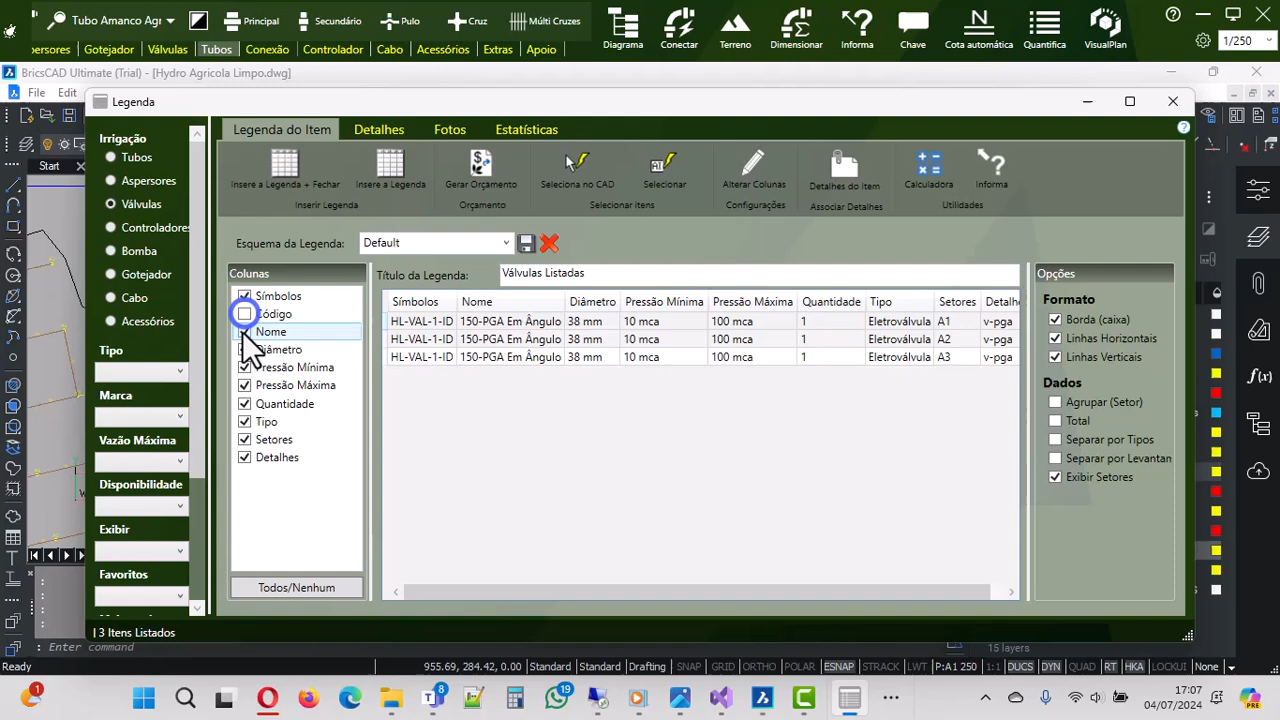 Tubo Amanco Agr
Principal
Secundário
Pulo
Cruz
Múlti Cruzes
Diagrama
Conectar
Terreno
Dimensionar
Informa
Chave
Cota automática
Quantifica
VisualPlan
1/250
persores
Gotejador
Válvulas
Tubos
Conexão
Controlador
Cabo
Acessórios
Extras
Apoio
BricsCAD Ultimate (Trial) - [Hydro Agricola Limpo.dwg]
File
Edit
Start
Legenda
Irrigação
Tubos
Aspersores
Válvulas
Controladores
Bomba
Gotejador
Cabo
Acessórios
Tipo
Marca
Vazão Máxima
Disponibilidade
Exibir
Favoritos
Legenda do Item
Detalhes
Fotos
Estatísticas
Insere a Legenda + Fechar
Insere a Legenda
Gerar Orçamento
Seleciona no CAD
Selecionar
Alterar Colunas
Detalhes do Item
Calculadora
Informa
Inserir Legenda
Orçamento
Selecionar itens
Configurações
Associar Detalhes
Utilidades
Esquema da Legenda:
Default
Colunas
Símbolos
Código
Nome
Diâmetro
Pressão Mínima
Pressão Máxima
Quantidade
Tipo
Setores
Detalhes
Todos/Nenhum
Título da Legenda:
Válvulas Listadas
Símbolos Nome Diâmetro Pressão Mínima Pressão Máxima Quantidade Tipo Setores Detalh
HL-VAL-1-ID 150-PGA Em Ângulo 38 mm 10 mca 100 mca 1 Eletroválvula A1 v-pga
HL-VAL-1-ID 150-PGA Em Ângulo 38 mm 10 mca 100 mca 1 Eletroválvula A2 v-pga
HL-VAL-1-ID 150-PGA Em Ângulo 38 mm 10 mca 100 mca 1 Eletroválvula A3 v-pga
Opções
Formato
Borda (caixa)
Linhas Horizontais
Linhas Verticais
Dados
Agrupar (Setor)
Total
Separar por Tipos
Separar por Levantan
Exibir Setores
3 Itens Listados
: Enter command
15 layers
Ready
955.69, 284.42, 0.00 Standard Standard Drafting SNAP GRID ORTHO POLAR ESNAP STRACK LWT P:A1 250 1:1 DUCS DYN QUAD RT HKA LOCKUI None
1
8
19
17:07
04/07/2024
PRE